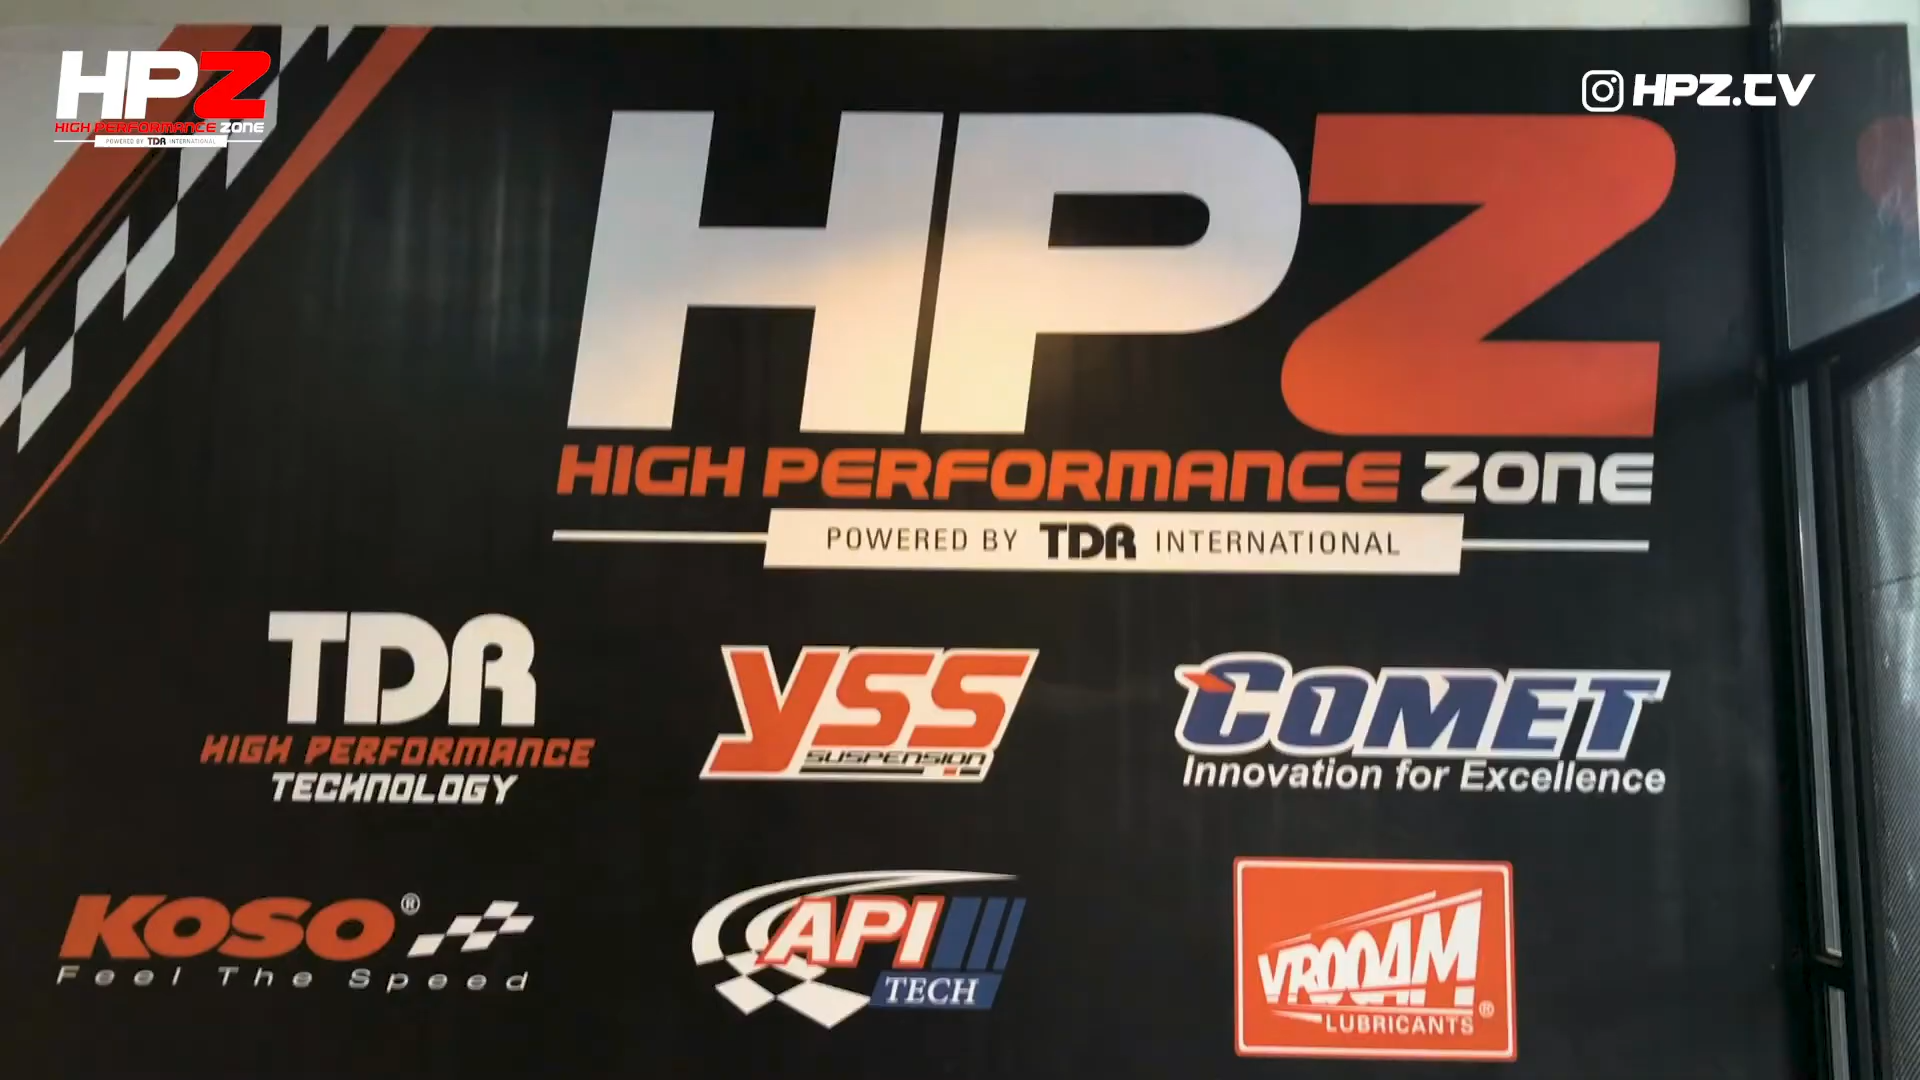 HPZ
HIGH PERFORMANCE ZONE
POWERED BY TDR INTERNATIONAL
HPZ.TV
HPZ
HIGH PERFORMANCE ZONE
POWERED BY TDR INTERNATIONAL
TDR
HIGH PERFORMANCE
TECHNOLOGY
YSS
SUSPENSION
COMET
Innovation for Excellence
KOSO®
Feel The Speed
API
TECH
VROOAM
LUBRICANTS®